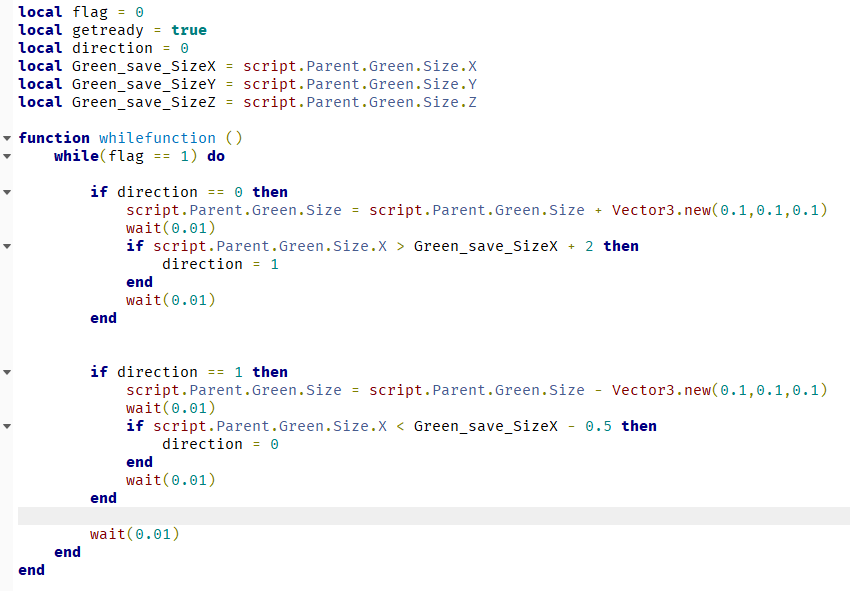 local flag = 0
local getready = true
local direction = 0
local Green_save_SizeX = script.Parent.Green.Size.X
local Green_save_SizeY = script.Parent.Green.Size.Y
local Green_save_SizeZ = script.Parent.Green.Size.Z
function whilefunction ()
while(flag == 1) do
if direction == 0 then
script.Parent.Green.Size = script.Parent.Green.Size + Vector3.new(0.1,0.1,0.1)
wait(0.01)
if script.Parent.Green.Size.X > Green_save_SizeX + 2 then
direction = 1
end
wait(0.01)
end
if direction == 1 then
script.Parent.Green.Size = script.Parent.Green.Size - Vector3.new(0.1,0.1,0.1)
wait(0.01)
if script.Parent.Green.Size.X < Green_save_SizeX - 0.5 then
direction = 0
end
wait(0.01)
end
wait(0.01)
end
end